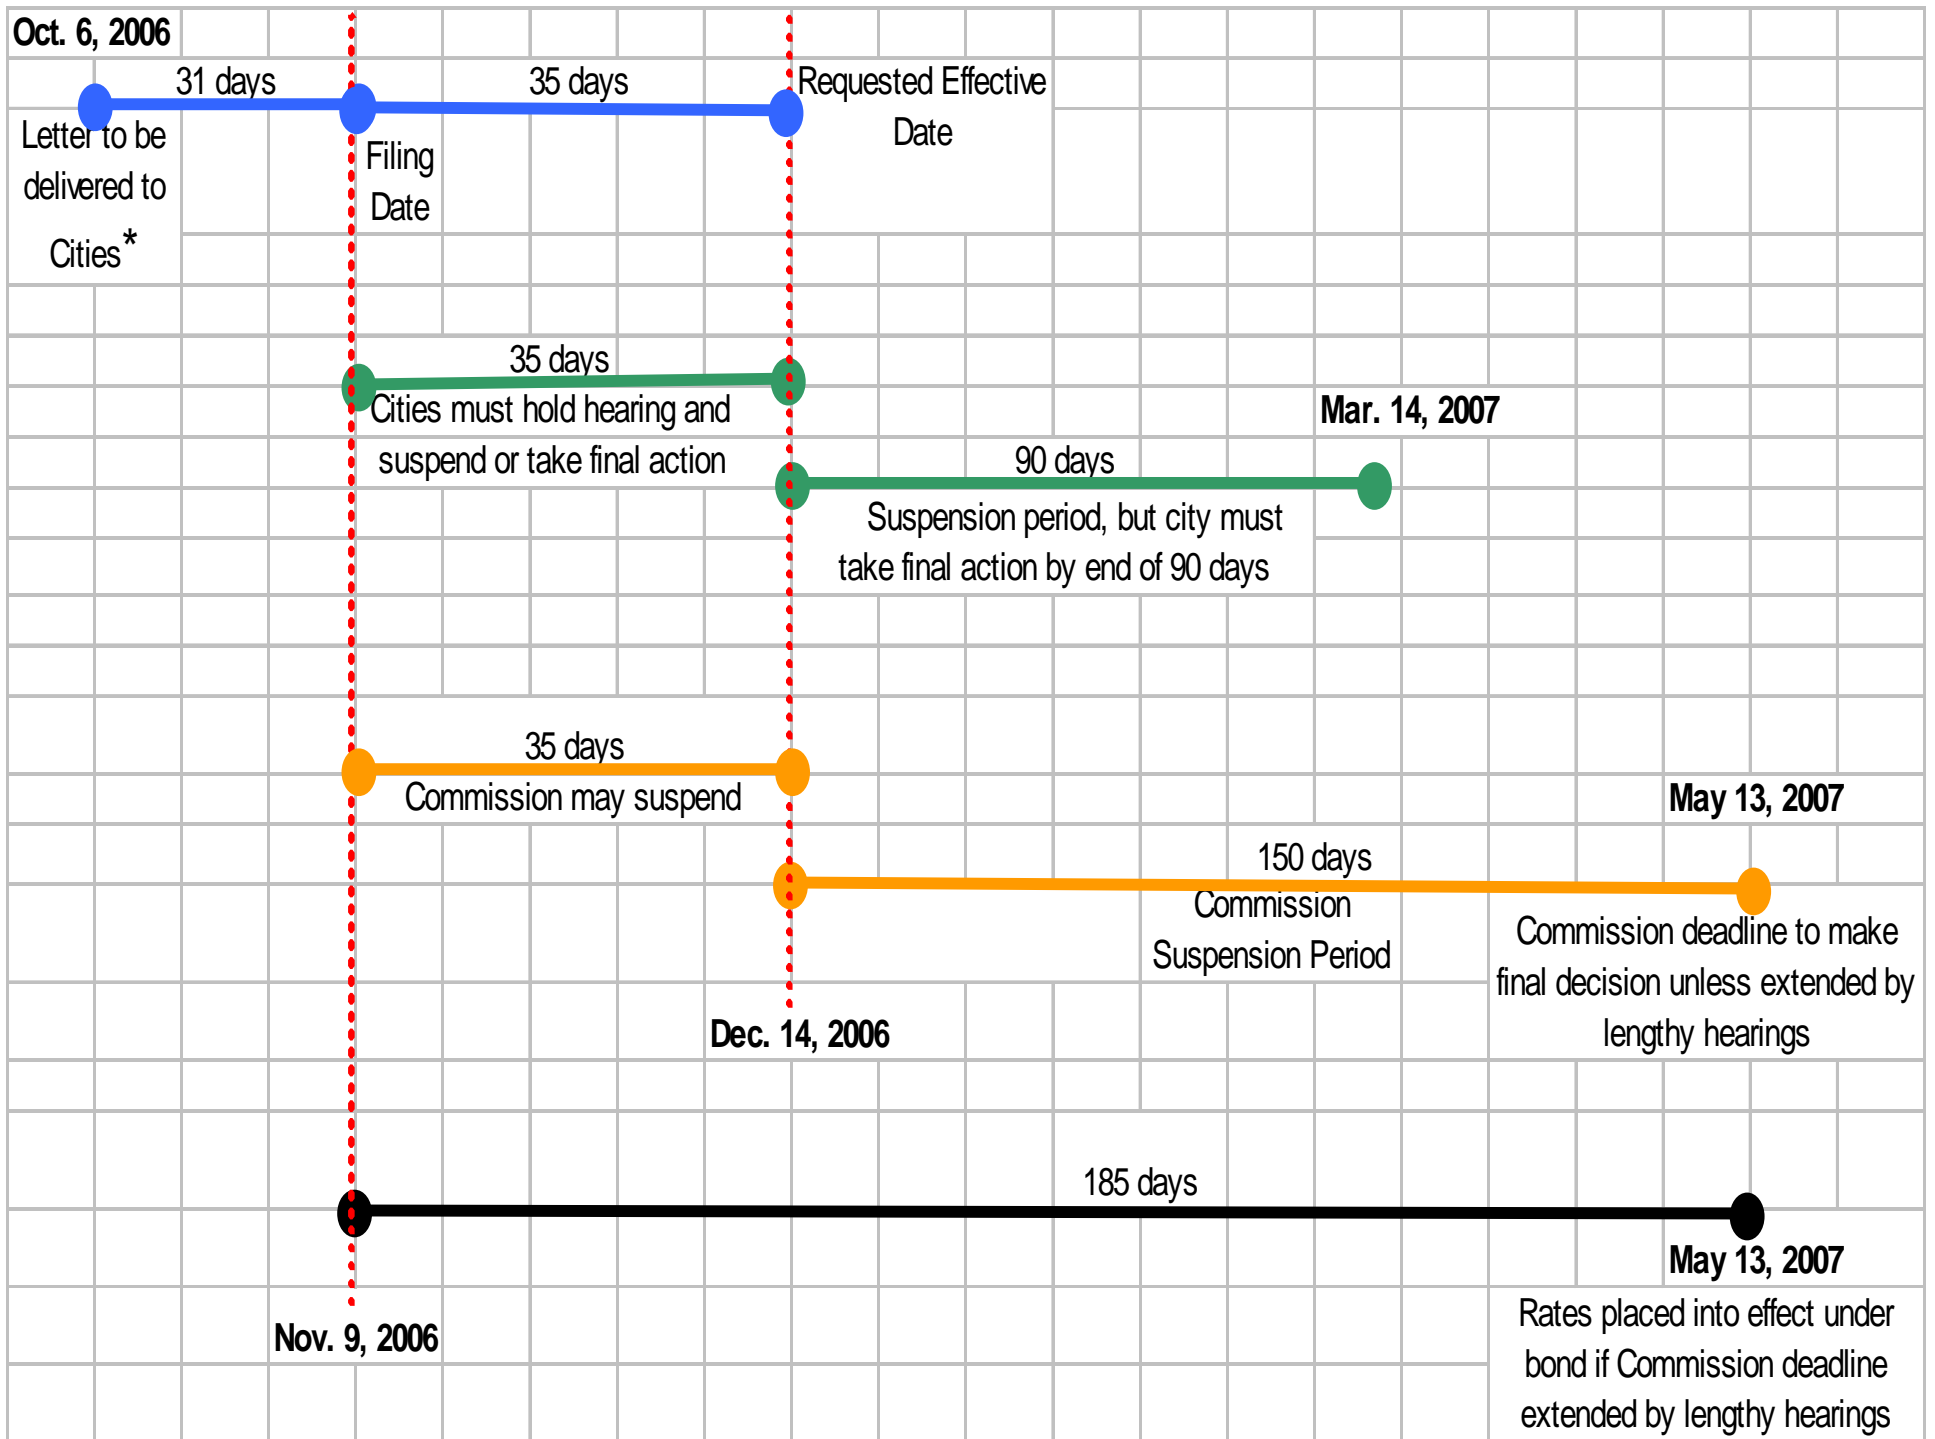 Oct. 6, 2006
31 days
35 days
Requested Effective
Date
Letter to be
delivered to
Cities*
Filing
Date
35 days
Cities must hold hearing and
suspend or take final action
Mar. 14, 2007
90 days
Suspension period, but city must
take final action by end of 90 days
35 days
Commission may suspend
May 13, 2007
150 days
Commission
Suspension Period
Commission deadline to make
final decision unless extended by
lengthy hearings
Dec. 14, 2006
185 days
May 13, 2007
Nov. 9, 2006
Rates placed into effect under
bond if Commission deadline
extended by lengthy hearings